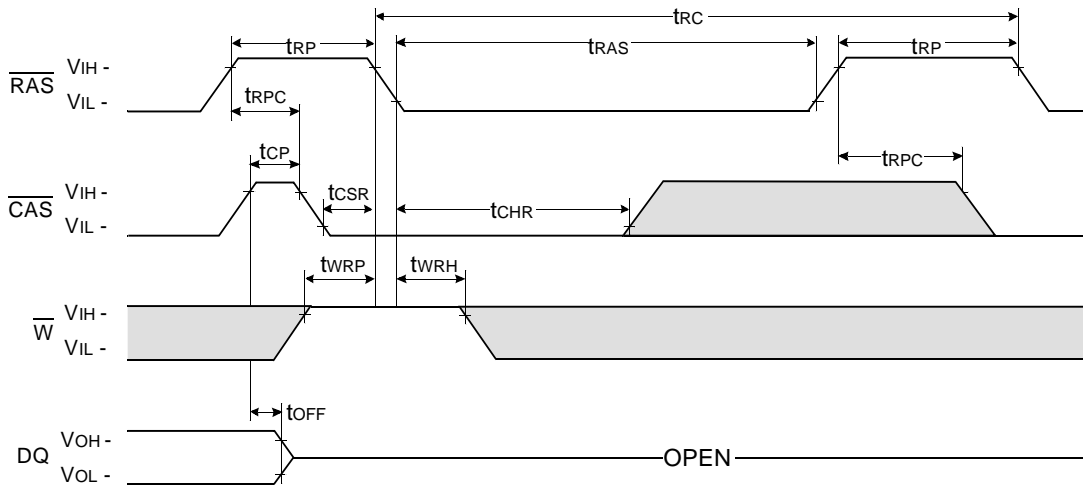 tRC
tRP
tRAS
tRP
RAS
VIH -
VIL -
tRPC
tCP
tRPC
CAS
VIH -
VIL -
tCSR
tCHR
tWRP
tWRH
W
VIH -
VIL -
tOFF
DQ
VOH -
VOL -
OPEN